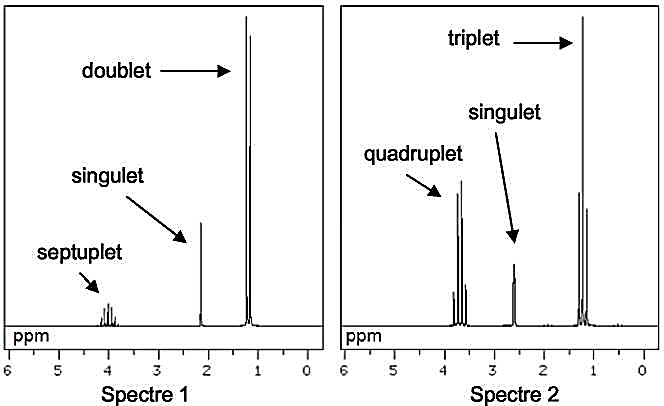 doublet
singulet
septuplet
ppm
6 5 4 3 2 1 0
Spectre 1
triplet
singulet
quadruplet
ppm
6 5 4 3 2 1 0
Spectre 2